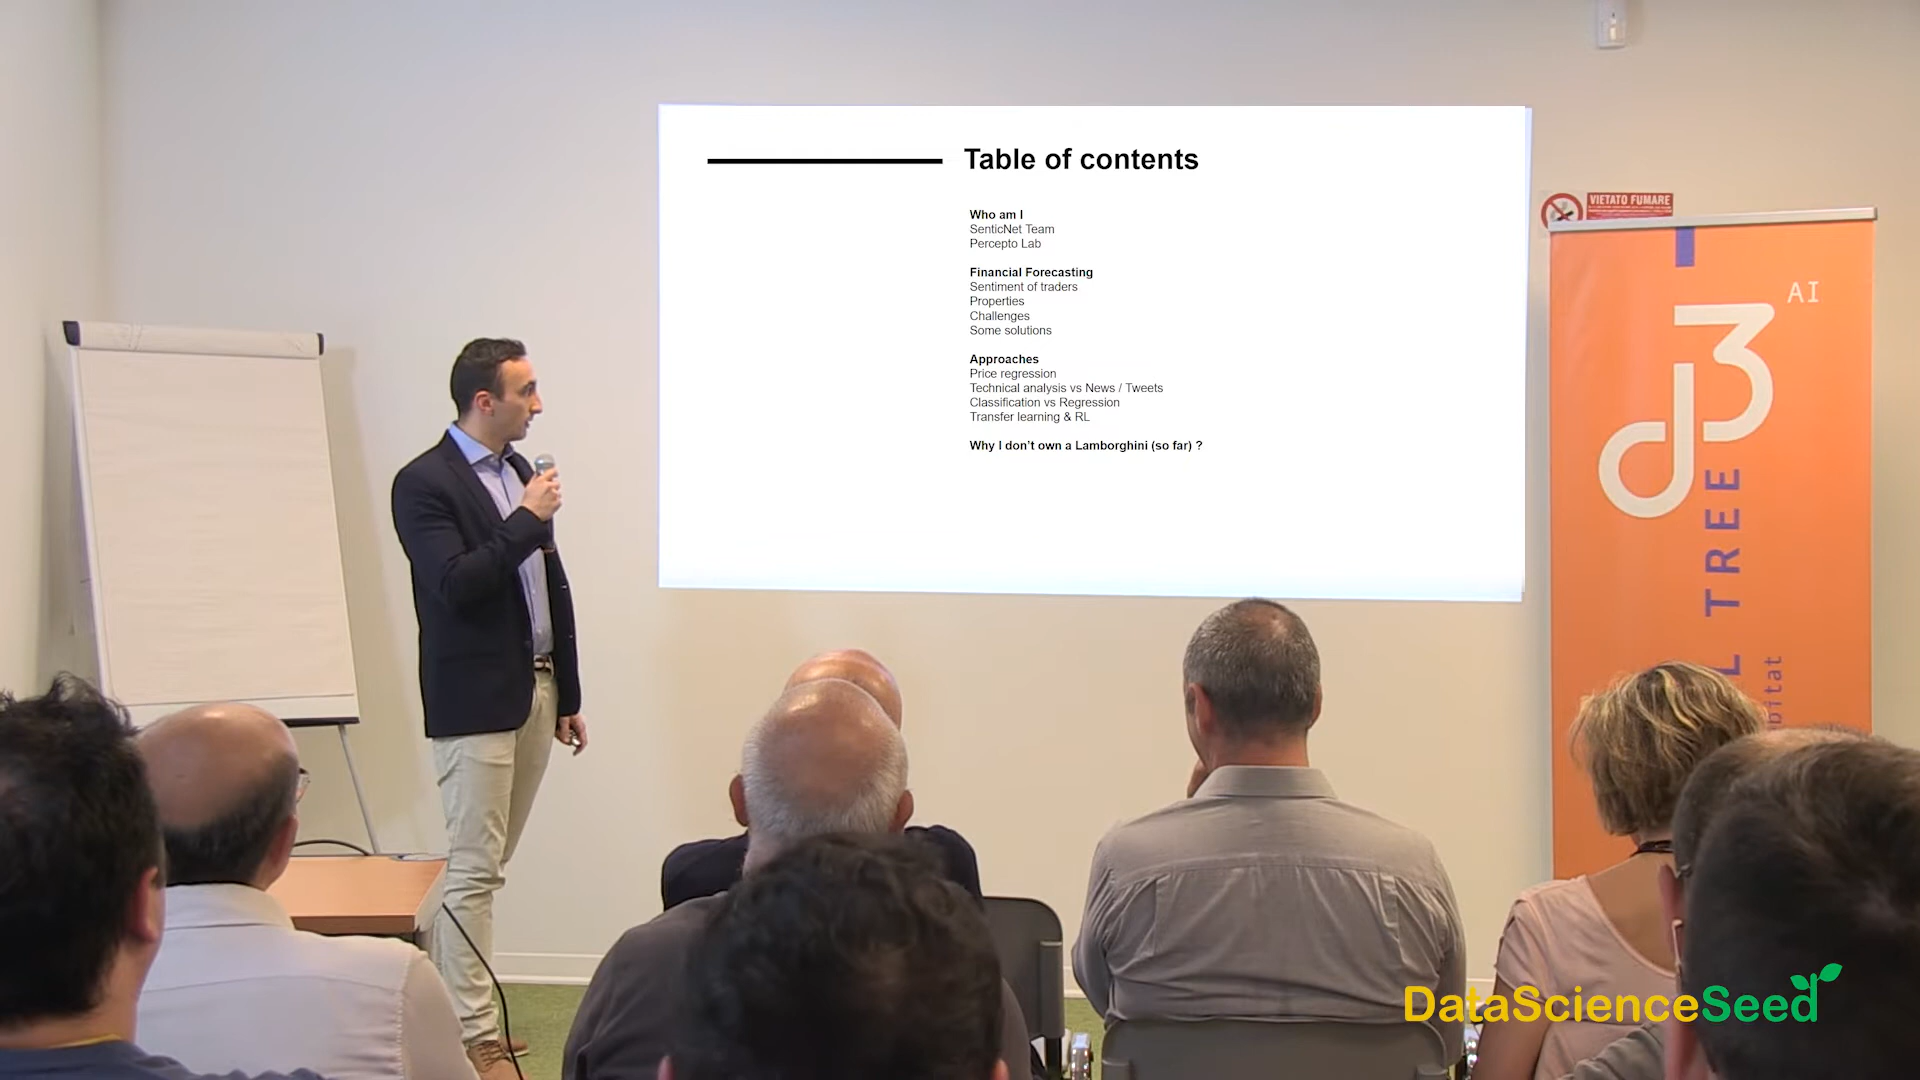 Table of contents
Who am I
SenticNet Team
Percepto Lab
Financial Forecasting
Sentiment of traders
Properties
Challenges
Some solutions
Approaches
Price regression
Technical analysis vs News / Tweets
Classification vs Regression
Transfer learning & RL
Why I don't own a Lamborghini (so far) ?
VIETATO FUMARE
AI
d3
L TREE
bitat
DataScienceSeed